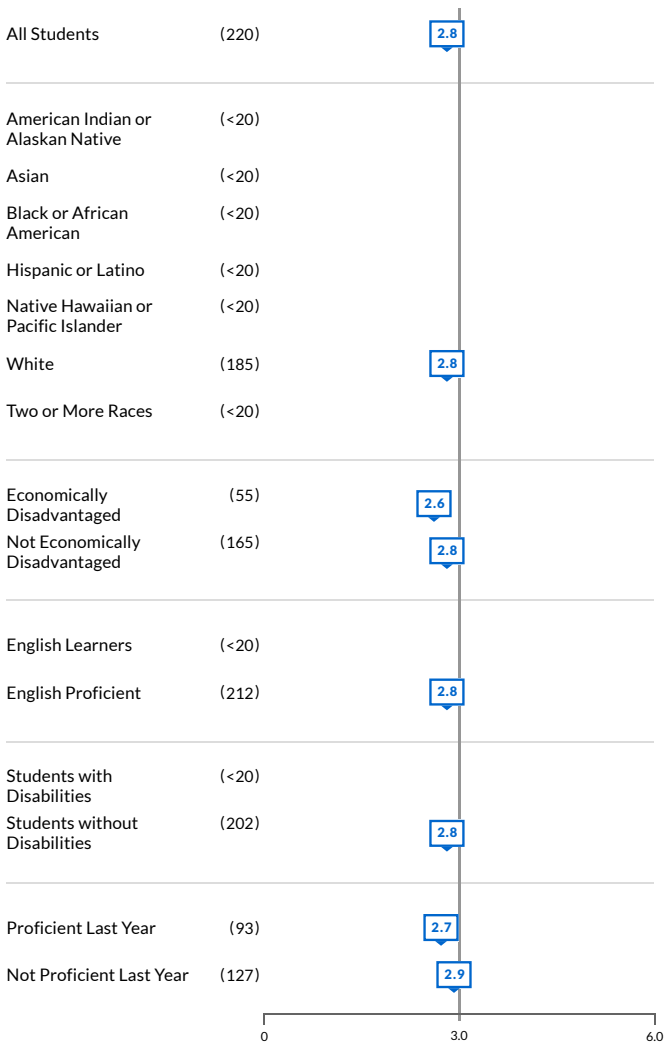 All Students (220) 2.8
American Indian or (<20)
Alaskan Native
Asian (<20)
Black or African (<20)
American
Hispanic or Latino (<20)
Native Hawaiian or (<20)
Pacific Islander
White (185) 2.8
Two or More Races (<20)
Economically (55) 2.6
Disadvantaged
Not Economically (165) 2.8
Disadvantaged
English Learners (<20)
English Proficient (212) 2.8
Students with (<20)
Disabilities
Students without (202) 2.8
Disabilities
Proficient Last Year (93) 2.7
Not Proficient Last Year (127) 2.9
0 3.0 6.0